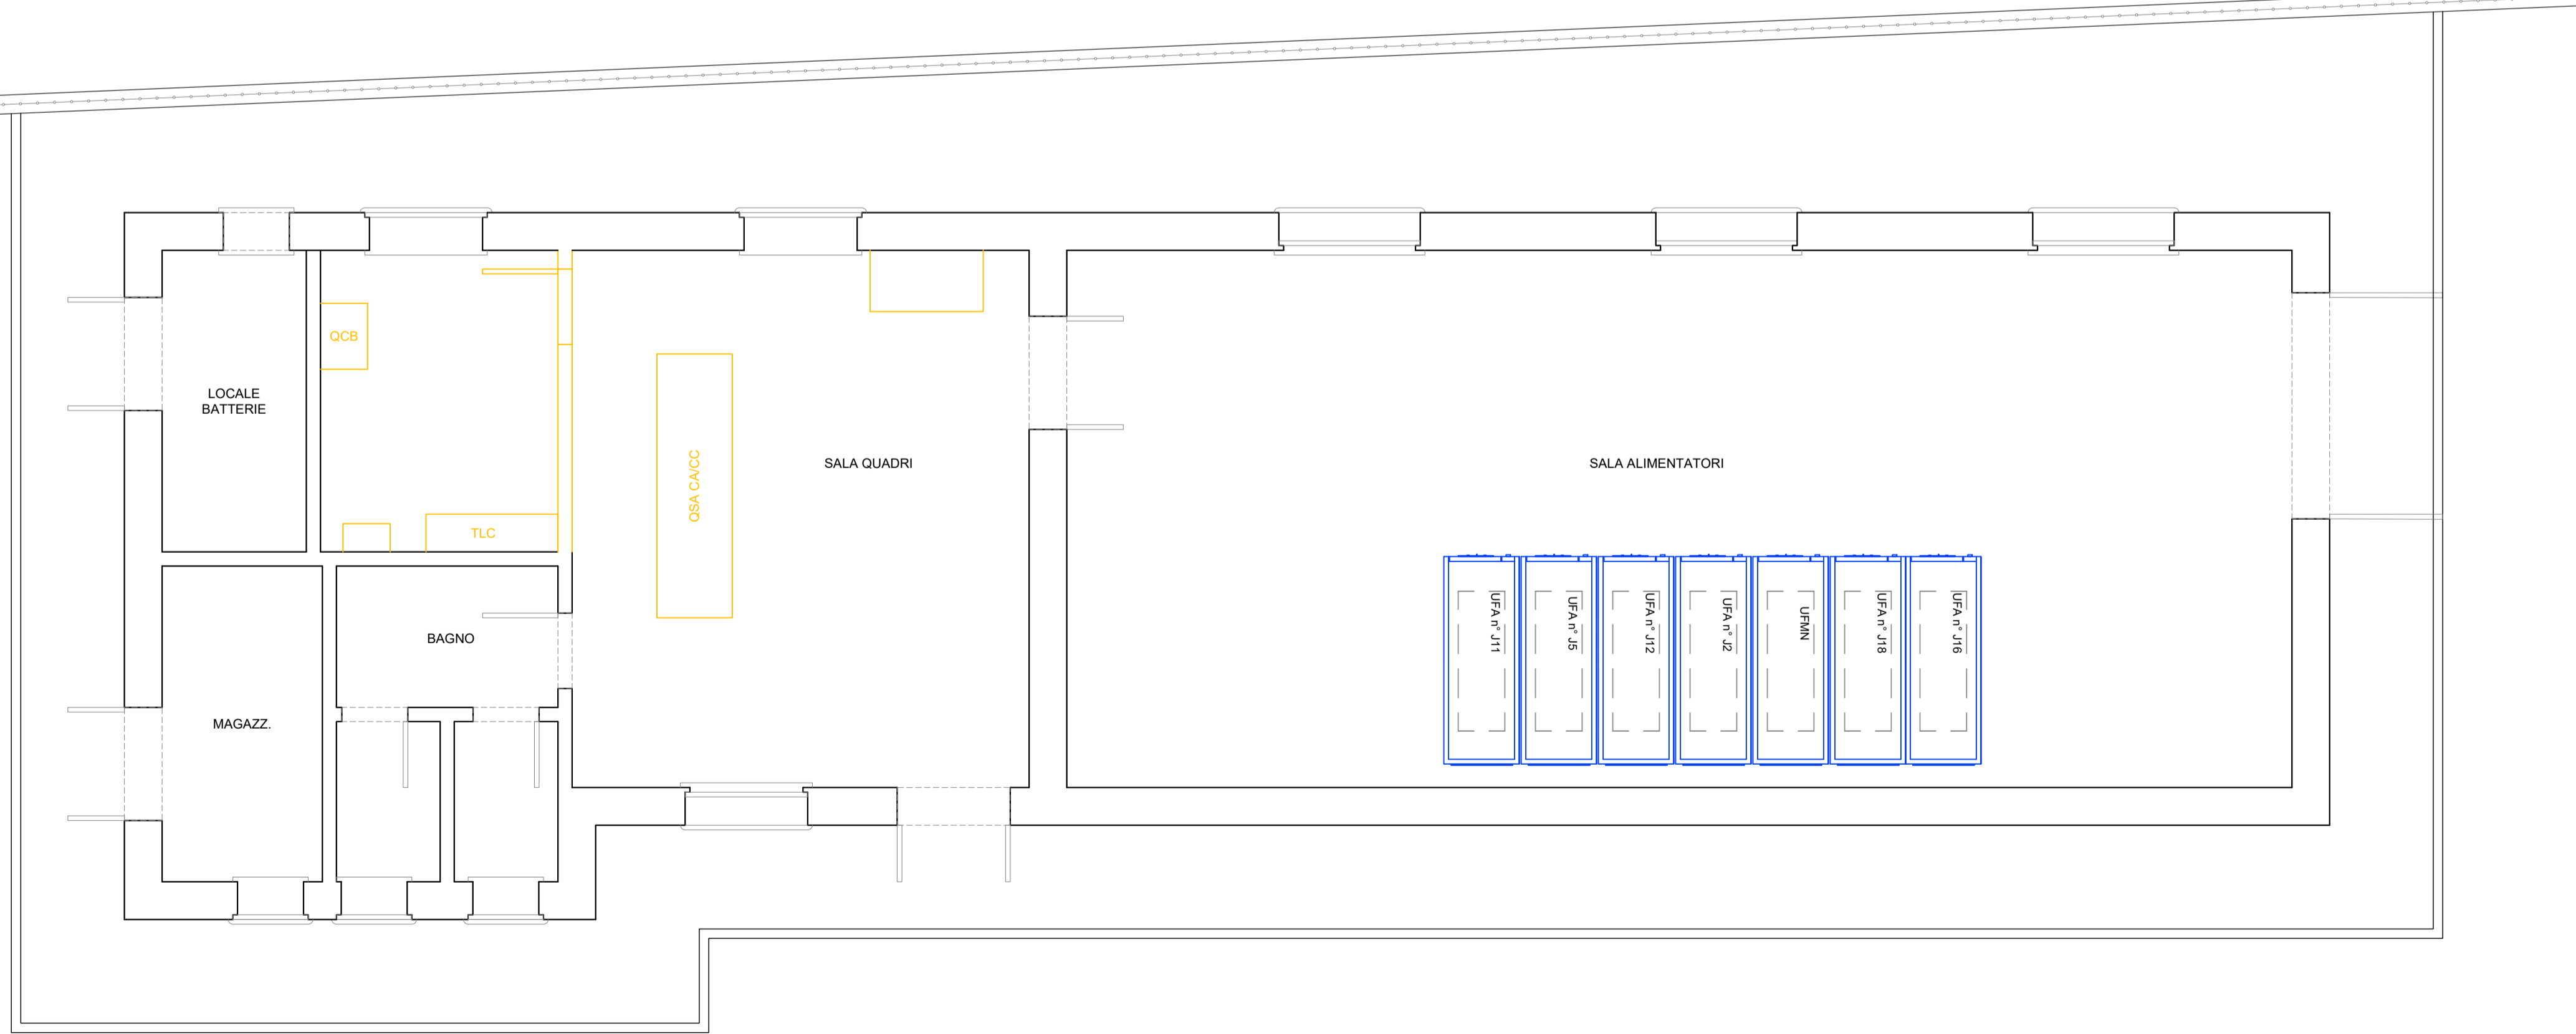 QCB
LOCALE
BATTERIE
TLC
QSA CA/CC
SALA QUADRI
SALA ALIMENTATORI
BAGNO
MAGAZZ.
UFA n° J11
UFA n° J5
UFA n° J12
UFA n° J2
UFMN
UFA n° J18
UFA n° J16